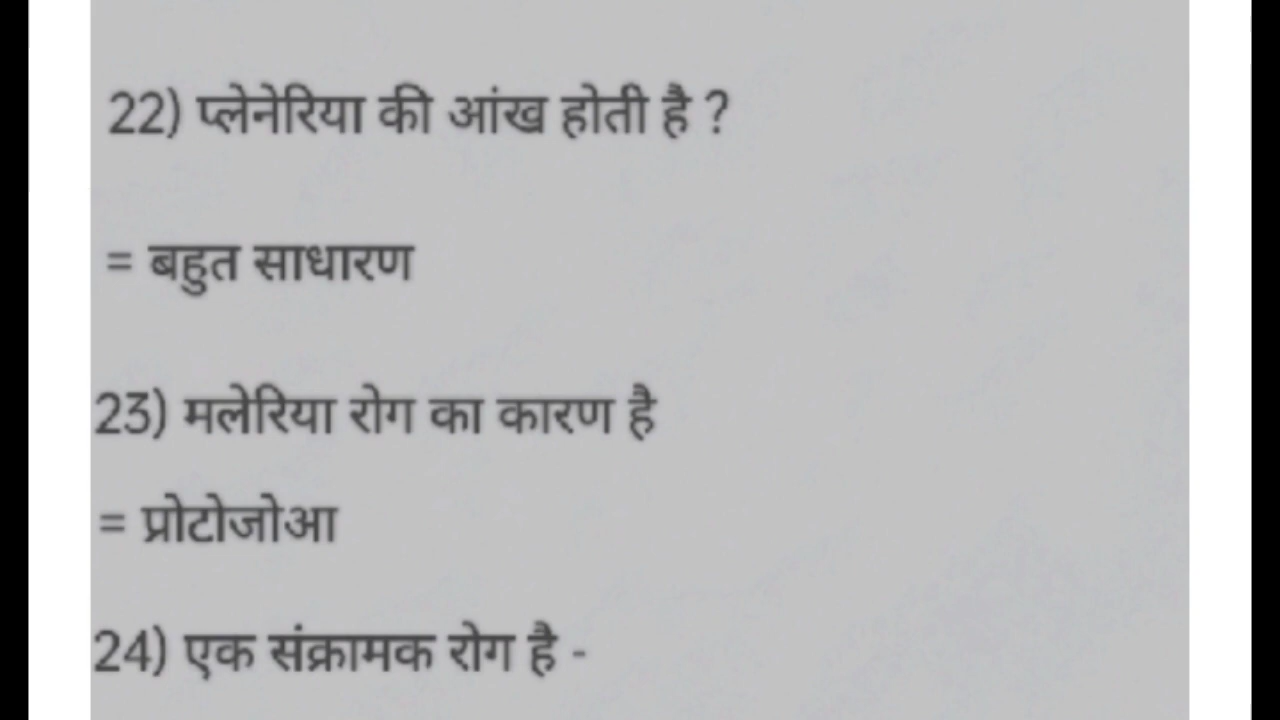 22) प्लेनेरिया की आंख होती है ?
= बहुत साधारण
23) मलेरिया रोग का कारण है
= प्रोटोजोआ
24) एक संक्रामक रोग है -